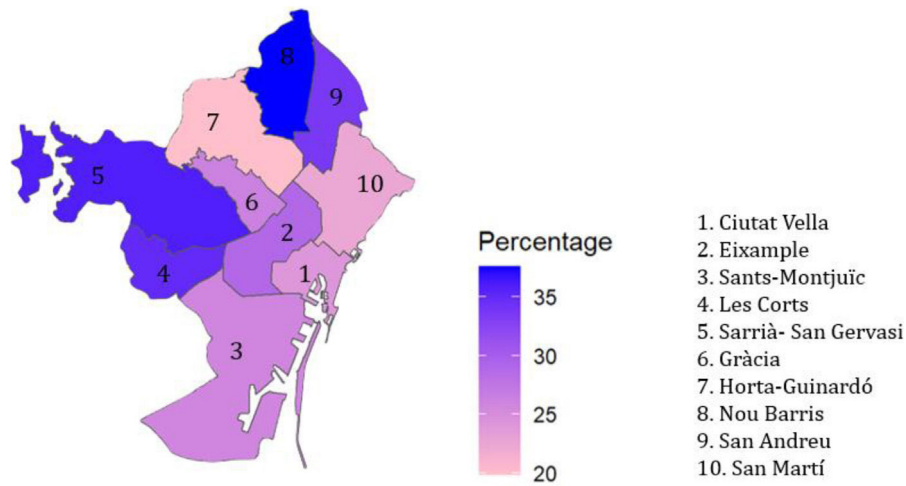 8
9
7
5
10
6
2
4
1
3
Percentage
35
30
25
20
1. Ciutat Vella
2. Eixample
3. Sants-Montjuïc
4. Les Corts
5. Sarrià- San Gervasi
6. Gràcia
7. Horta-Guinardó
8. Nou Barris
9. San Andreu
10. San Martí